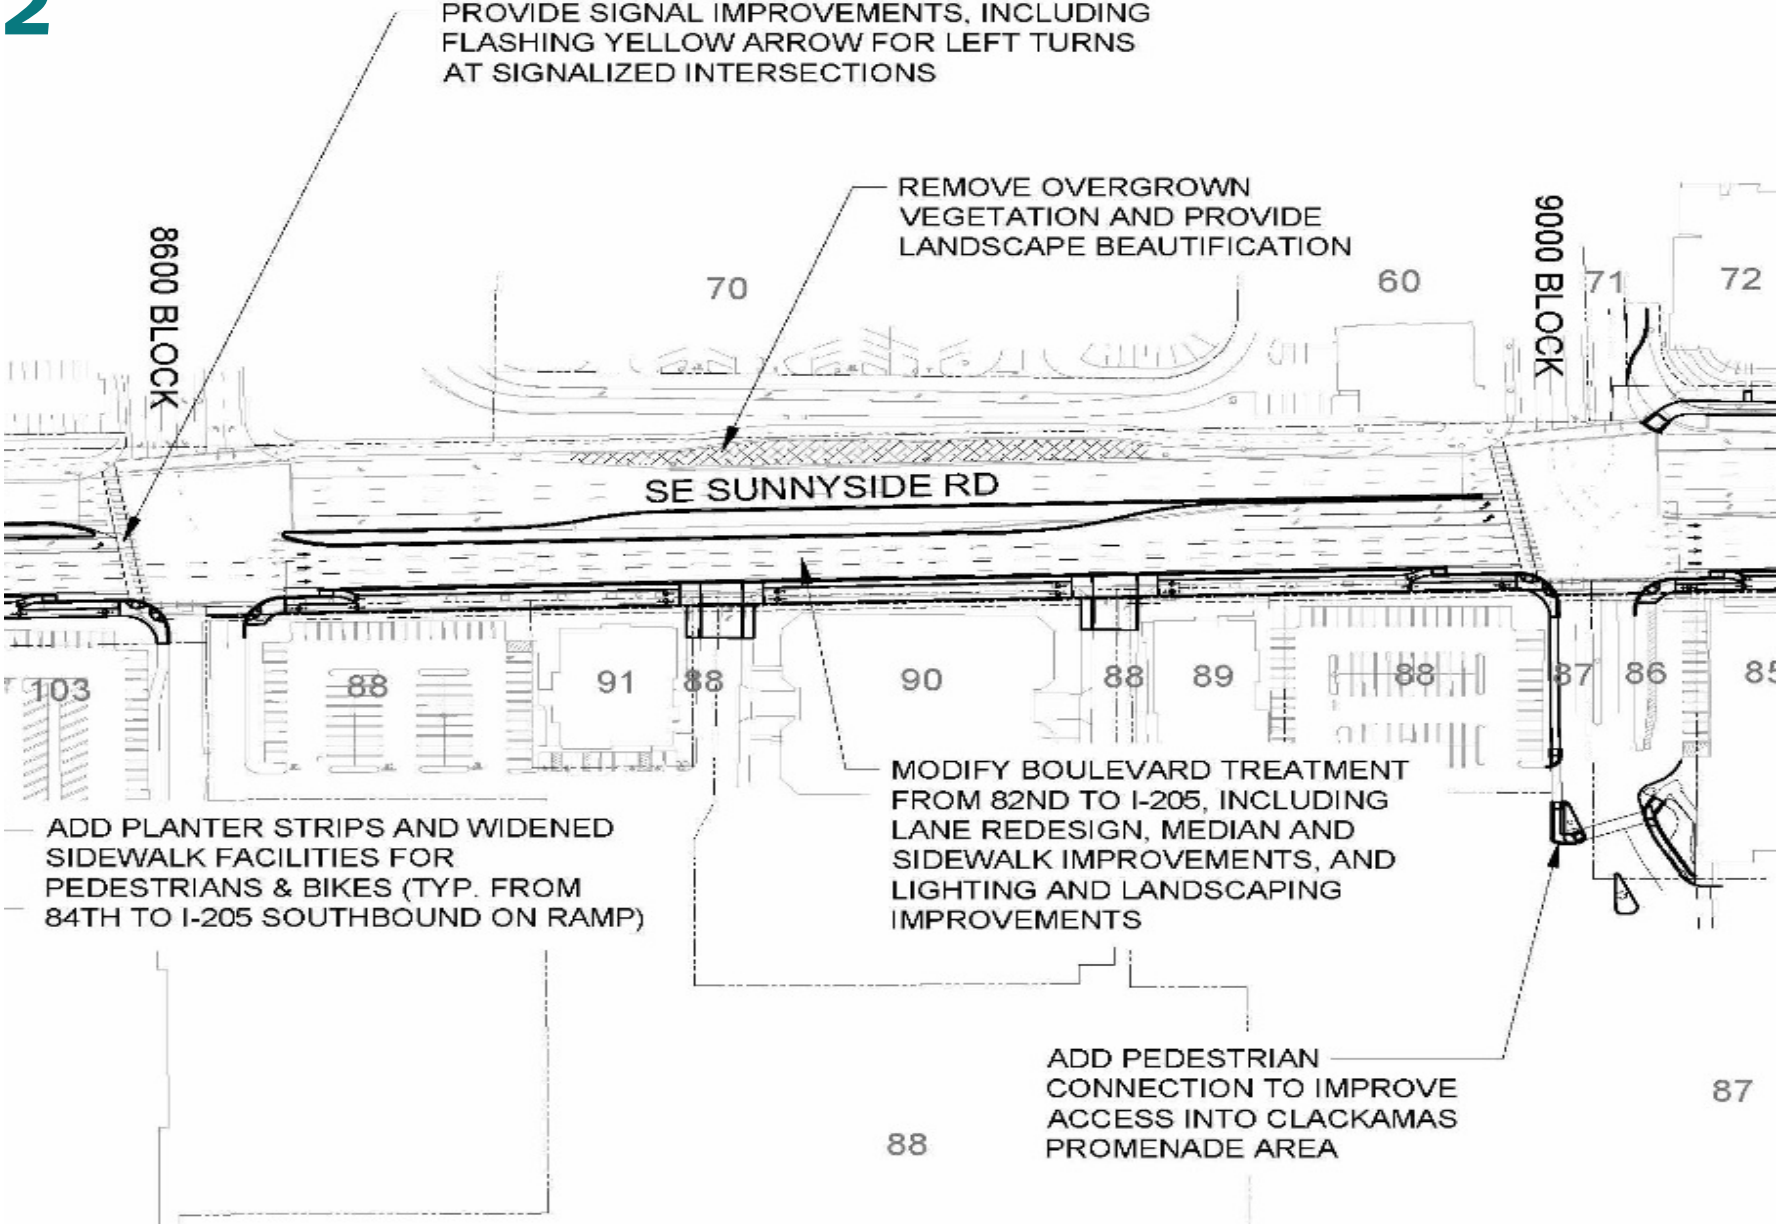 2
PROVIDE SIGNAL IMPROVEMENTS, INCLUDING
FLASHING YELLOW ARROW FOR LEFT TURNS
AT SIGNALIZED INTERSECTIONS
REMOVE OVERGROWN
VEGETATION AND PROVIDE
LANDSCAPE BEAUTIFICATION
8600 BLOCK
9000 BLOCK
70
60
71
72
SE SUNNYSIDE RD
103
88
91
88
90
88
89
88
87
86
85
MODIFY BOULEVARD TREATMENT
FROM 82ND TO I-205, INCLUDING
LANE REDESIGN, MEDIAN AND
SIDEWALK IMPROVEMENTS, AND
LIGHTING AND LANDSCAPING
IMPROVEMENTS
ADD PLANTER STRIPS AND WIDENED
SIDEWALK FACILITIES FOR
PEDESTRIANS & BIKES (TYP. FROM
84TH TO I-205 SOUTHBOUND ON RAMP)
ADD PEDESTRIAN
CONNECTION TO IMPROVE
ACCESS INTO CLACKAMAS
PROMENADE AREA
87
88